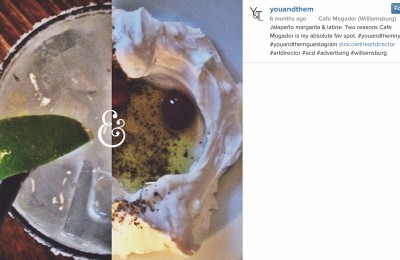 &
Y&T
youandthem
Fo
6 months ago Cafe Mogador (Williamsburg)
Jalapeño margarita & labne. Two reasons Cafe
Mogador is my absolute fav spot. #youandthemny
#youandthemguestagram @nicoletheartdirector
#artdirector #acd #advertising #williamsburg